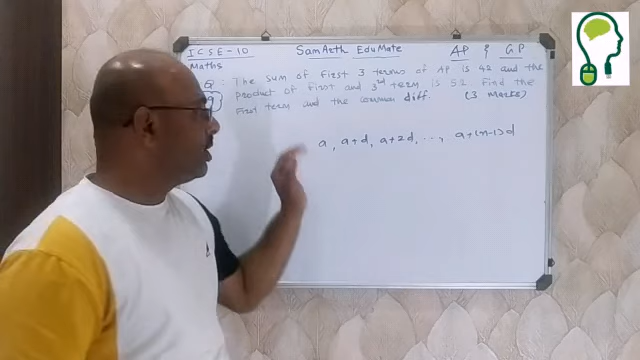 ICSE-10 SamArth EduMate AP & GP
Maths
Q: The sum of first 3 terms of AP is 42 and the
product of first and 3rd term is 52. Find the
First term and the common diff. (3 Marks)
a, a+d, a+2d, ..., a+(n-1)d